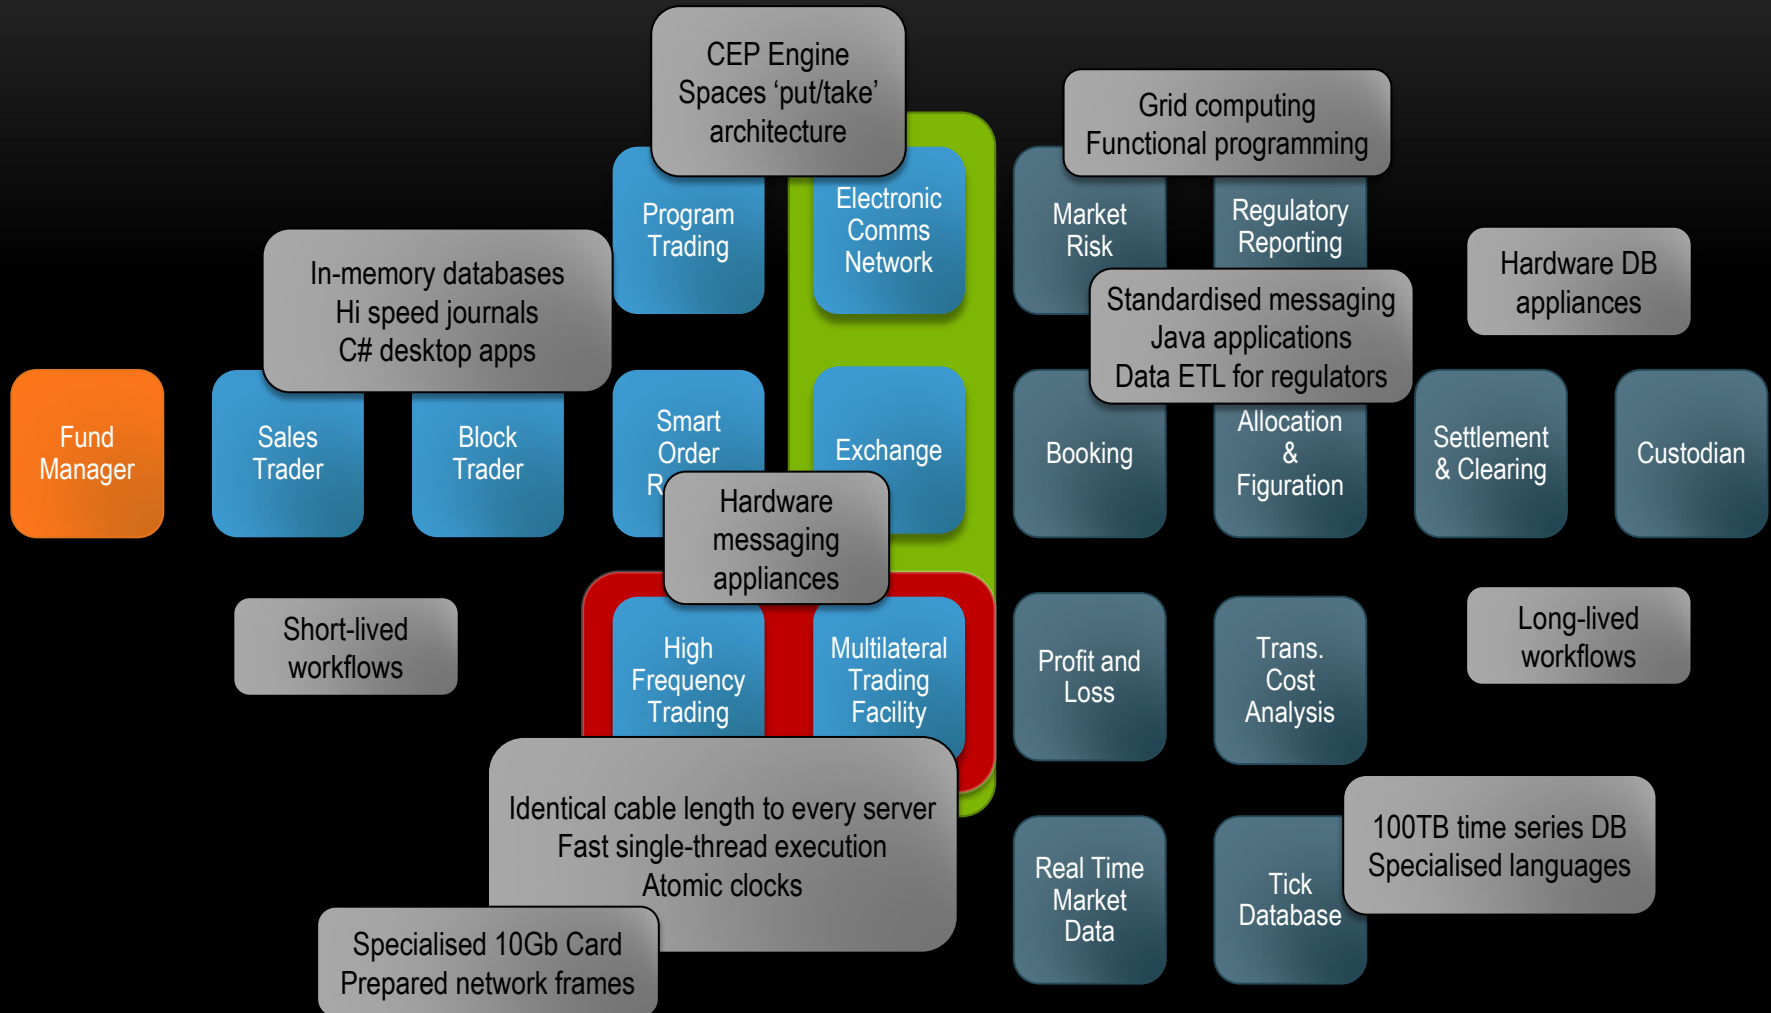 CEP Engine
Spaces ‘put/take’
architecture
Grid computing
Functional programming
Program
Trading
Electronic
Comms
Network
Market
Risk
Regulatory
Reporting
In-memory databases
Hi speed journals
C# desktop apps
Standardised messaging
Java applications
Data ETL for regulators
Hardware DB
appliances
Fund
Manager
Sales
Trader
Block
Trader
Smart
Order
Exchange
Booking
Allocation
&
Figuration
Settlement
& Clearing
Custodian
Hardware
messaging
appliances
Short-lived
workflows
High
Frequency
Trading
Multilateral
Trading
Facility
Profit and
Loss
Trans.
Cost
Analysis
Long-lived
workflows
Identical cable length to every server
Fast single-thread execution
Atomic clocks
Real Time
Market
Data
Tick
Database
100TB time series DB
Specialised languages
Specialised 10Gb Card
Prepared network frames